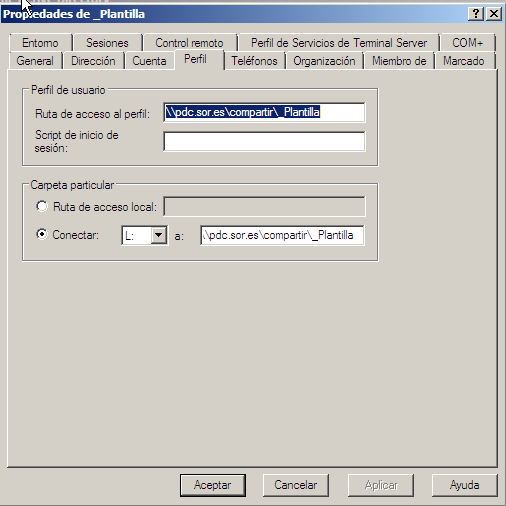 Propiedades de _Plantilla
Entorno Sesiones Control remoto Perfil de Servicios de Terminal Server COM+
General Dirección Cuenta Perfil Teléfonos Organización Miembro de Marcado
Perfil de usuario
Ruta de acceso al perfil: \\pdc.sor.es\compartir\_Plantilla
Script de inicio de
sesión:
Carpeta particular
Ruta de acceso local:
Conectar: L: a: \\pdc.sor.es\compartir\_Plantilla
Aceptar Cancelar Aplicar Ayuda